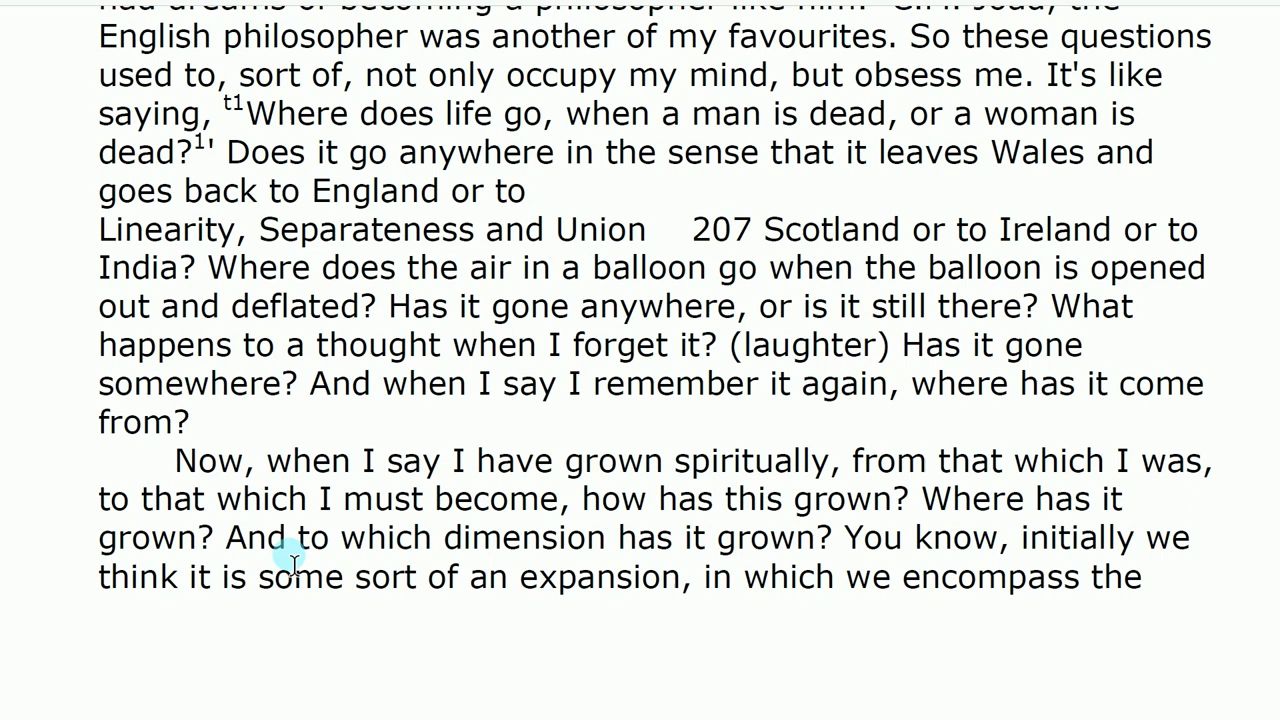 had dreams of becoming a philosopher like him.
English philosopher was another of my favourites. So these questions
used to, sort of, not only occupy my mind, but obsess me. It's like
saying, t1Where does life go, when a man is dead, or a woman is
dead?1' Does it go anywhere in the sense that it leaves Wales and
goes back to England or to
Linearity, Separateness and Union 207 Scotland or to Ireland or to
India? Where does the air in a balloon go when the balloon is opened
out and deflated? Has it gone anywhere, or is it still there? What
happens to a thought when I forget it? (laughter) Has it gone
somewhere? And when I say I remember it again, where has it come
from?
Now, when I say I have grown spiritually, from that which I was,
to that which I must become, how has this grown? Where has it
grown? And to which dimension has it grown? You know, initially we
think it is some sort of an expansion, in which we encompass the